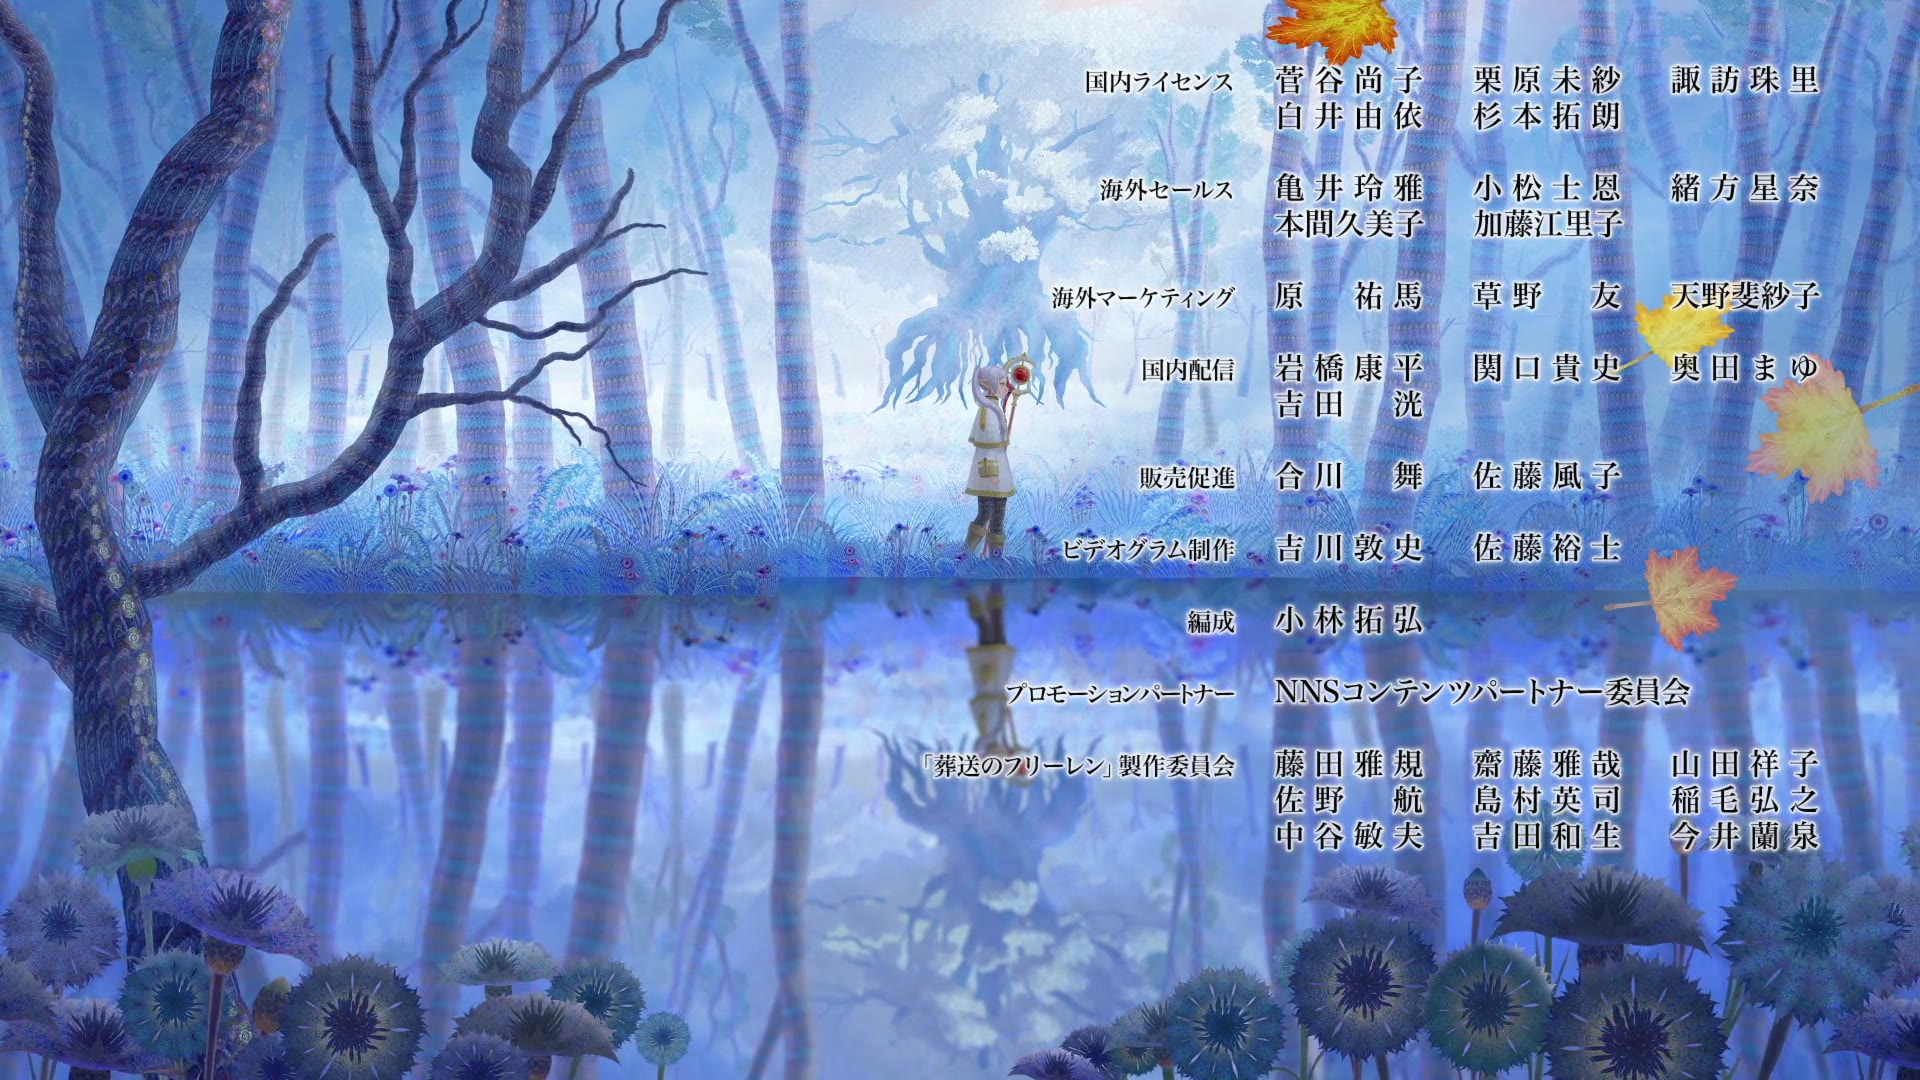 国内ライセンス 菅谷尚子 栗原未紗 諏訪珠里
白井由依 杉本拓朗
海外セールス 亀井玲雅 小松士恩 緒方星奈
本間久美子 加藤江里子
海外マーケティング 原祐馬 草野友 天野斐紗子
国内配信 岩橋康平 関口貴史 奥田まゆ
吉田洸
販売促進 合川舞 佐藤風子
ビデオグラム制作 吉川敦史 佐藤裕士
編成 小林拓弘
プロモーションパートナー NNSコンテンツパートナー委員会
「葬送のフリーレン」製作委員会 藤田雅規 齋藤雅哉 山田祥子
佐野航 島村英司 稲毛弘之
中谷敏夫 吉田和生 今井蘭泉